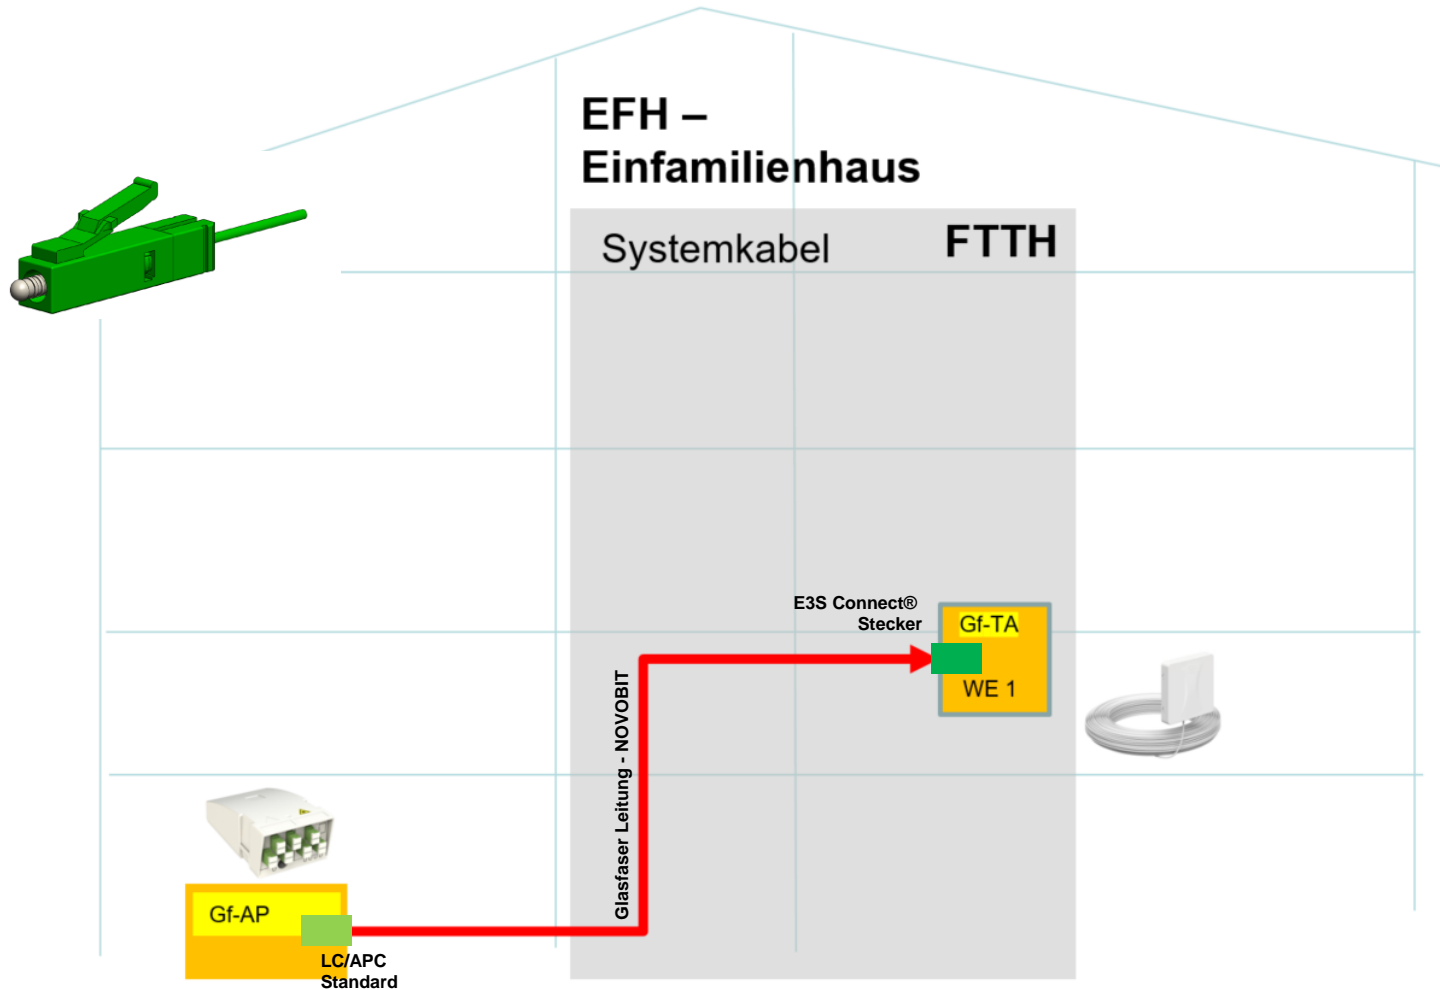 EFH –
Einfamilienhaus
Systemkabel
FTTH
E3S Connect®
Stecker
Gf-TA
WE 1
Glasfaser Leitung - NOVOBIT
Gf-AP
LC/APC
Standard